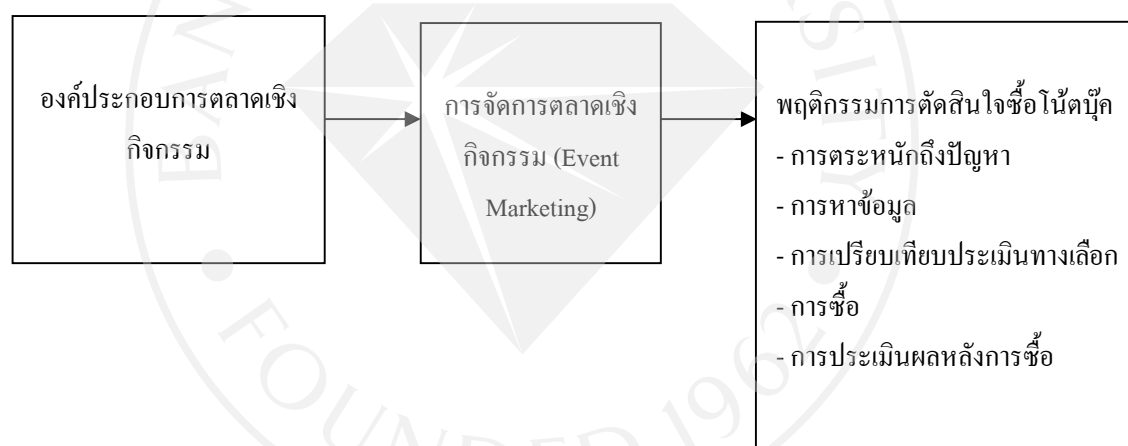 องค์ประกอบการตลาดเชิง
กิจกรรม
การจัดการตลาดเชิง
กิจกรรม (Event
Marketing)
พฤติกรรมการตัดสินใจซื้อโน้ตบุ๊ค
- การตระหนักถึงปัญหา
- การหาข้อมูล
- การเปรียบเทียบประเมินทางเลือก
- การซื้อ
- การประเมินผลหลังการซื้อ
FOUNDED 1962